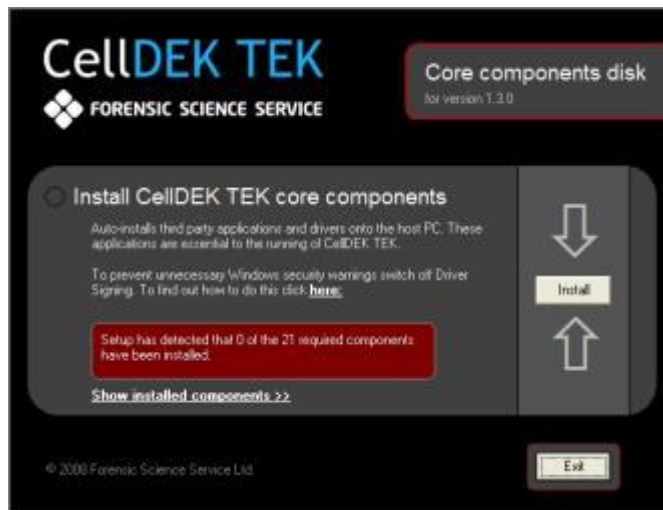 CellDEK TEK
FORENSIC SCIENCE SERVICE
Core components disk
for version 1.3.0
Install CellDEK TEK core components
Auto-installs third party applications and drivers onto the host PC. These
applications are essential to the running of CellDEK TEK.
To prevent unnecessary Windows security warnings switch off Driver
Signing. To find out how to do this click here:
Install
Setup has detected that 0 of the 21 required components
have been installed.
Show installed components >>
© 2008 Forensic Science Service Ltd.
Exit